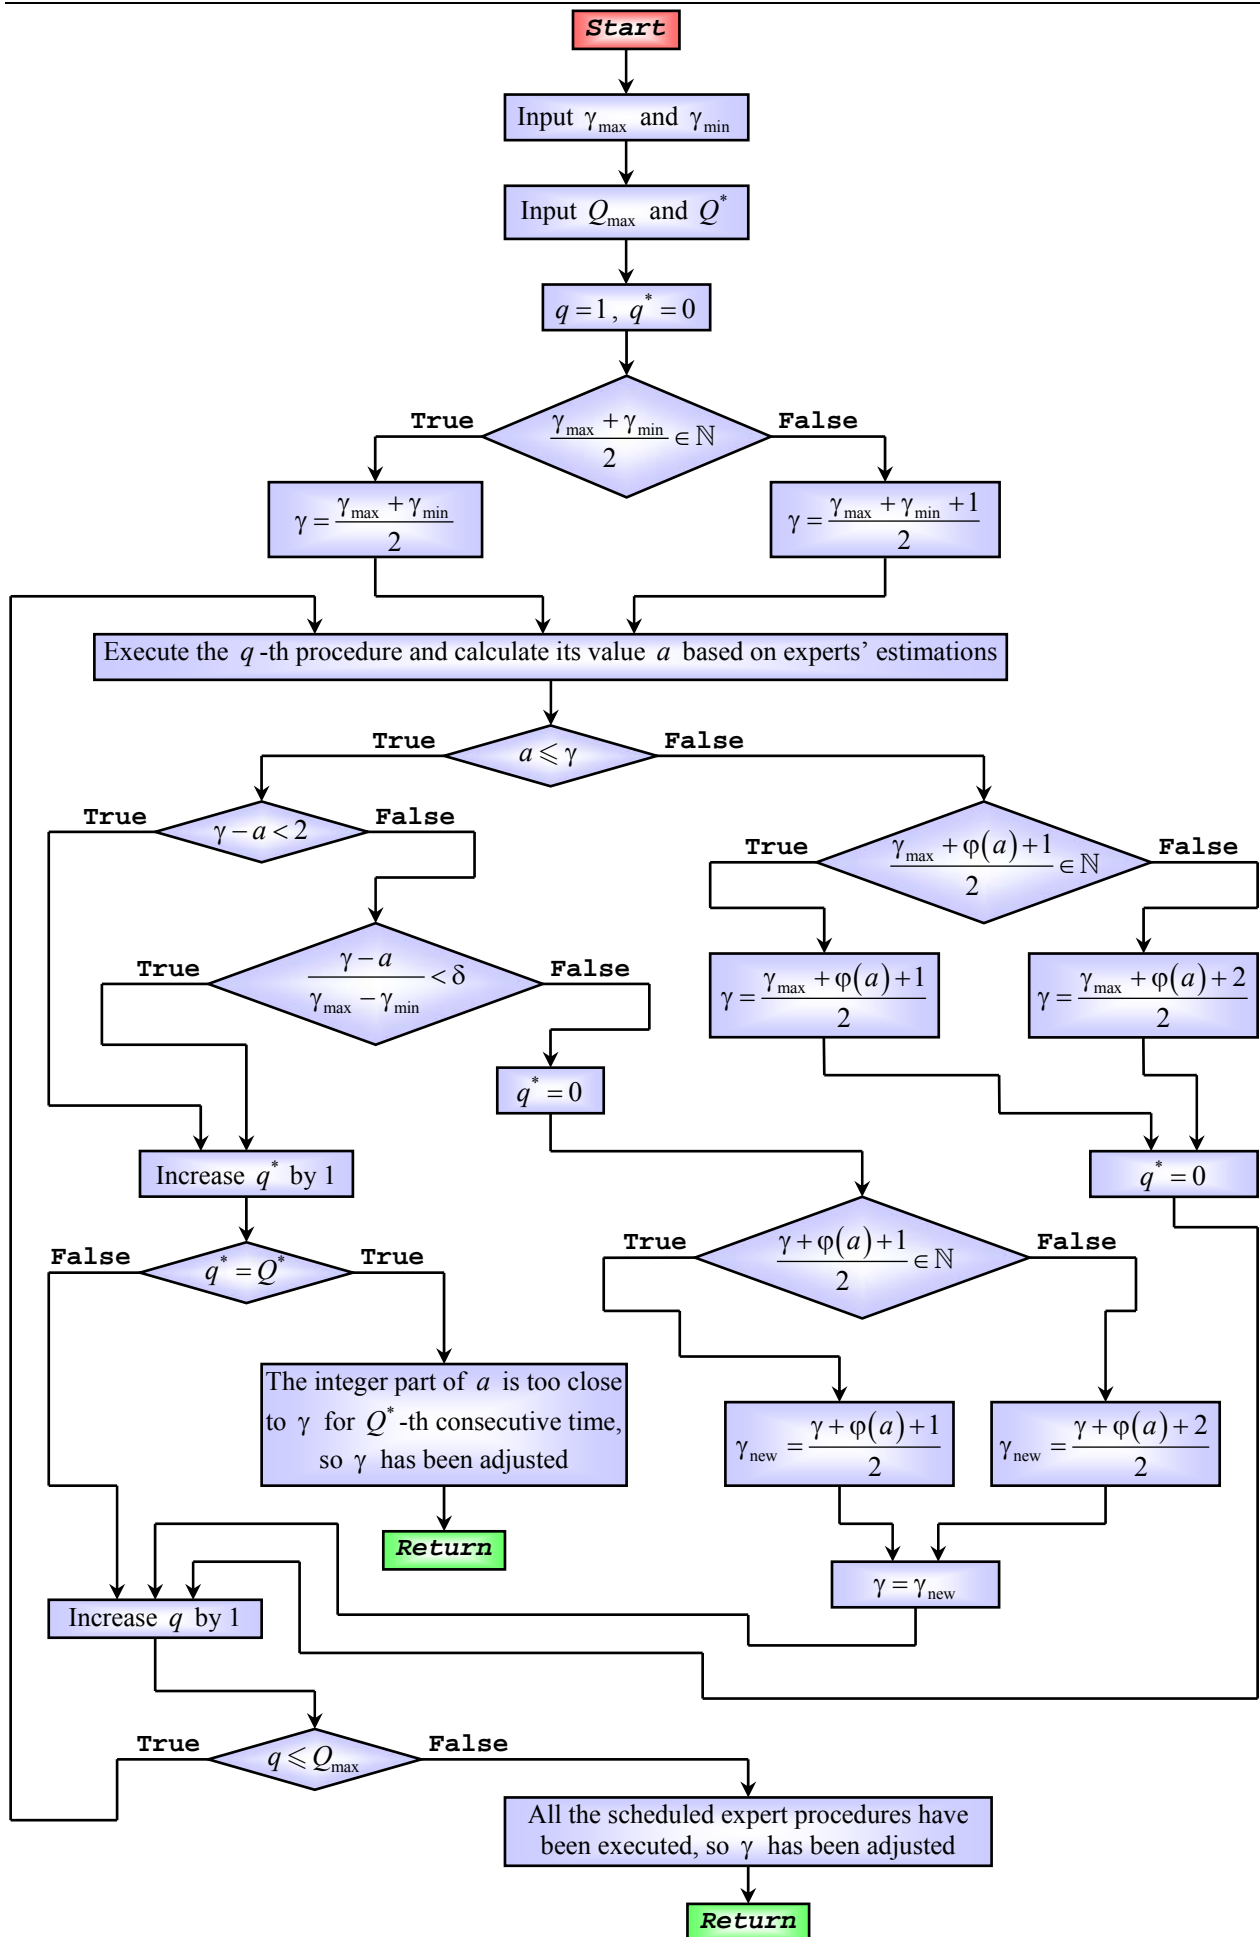 Start
Input γmax and γmin
Input Qmax and Q*
q = 1, q* = 0
True
(γmax + γmin)/2 ∈ ℕ
False
γ = (γmax + γmin)/2
γ = (γmax + γmin + 1)/2
Execute the q -th procedure and calculate its value a based on experts’ estimations
True
a ⩽ γ
False
True
γ − a < 2
False
True
(γmax + φ(a) + 1)/2 ∈ ℕ
False
True
(γ − a)/(γmax − γmin) < δ
False
γ = (γmax + φ(a) + 1)/2
γ = (γmax + φ(a) + 2)/2
q* = 0
Increase q* by 1
q* = 0
False
q* = Q*
True
True
(γ + φ(a) + 1)/2 ∈ ℕ
False
The integer part of a is too close
to γ for Q* -th consecutive time,
so γ has been adjusted
γnew = (γ + φ(a) + 1)/2
γnew = (γ + φ(a) + 2)/2
Return
γ = γnew
Increase q by 1
True
q ⩽ Qmax
False
All the scheduled expert procedures have
been executed, so γ has been adjusted
Return